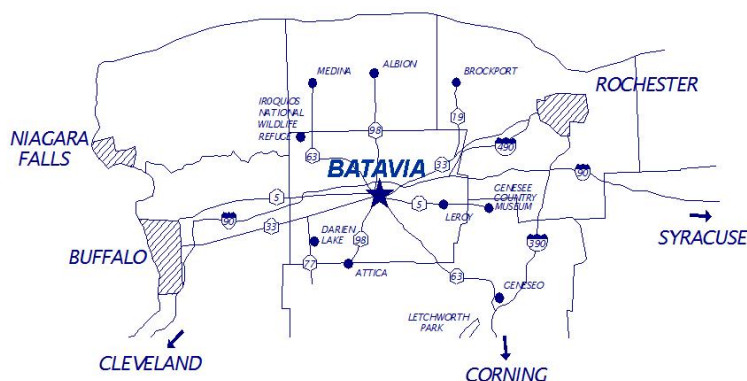 MEDINA
ALBION
BROCKPORT
ROCHESTER
IROQUIOS
NATIONAL
WILDLIFE
REFUGE
19
98
490
NIAGARA
FALLS
63
BATAVIA
33
90
5
GENESEE
COUNTRY
MUSEUM
5
LEROY
90
33
SYRACUSE
DARIEN
LAKE
98
390
BUFFALO
77
ATTICA
63
GENESEO
LETCHWORTH
PARK
CLEVELAND
CORNING